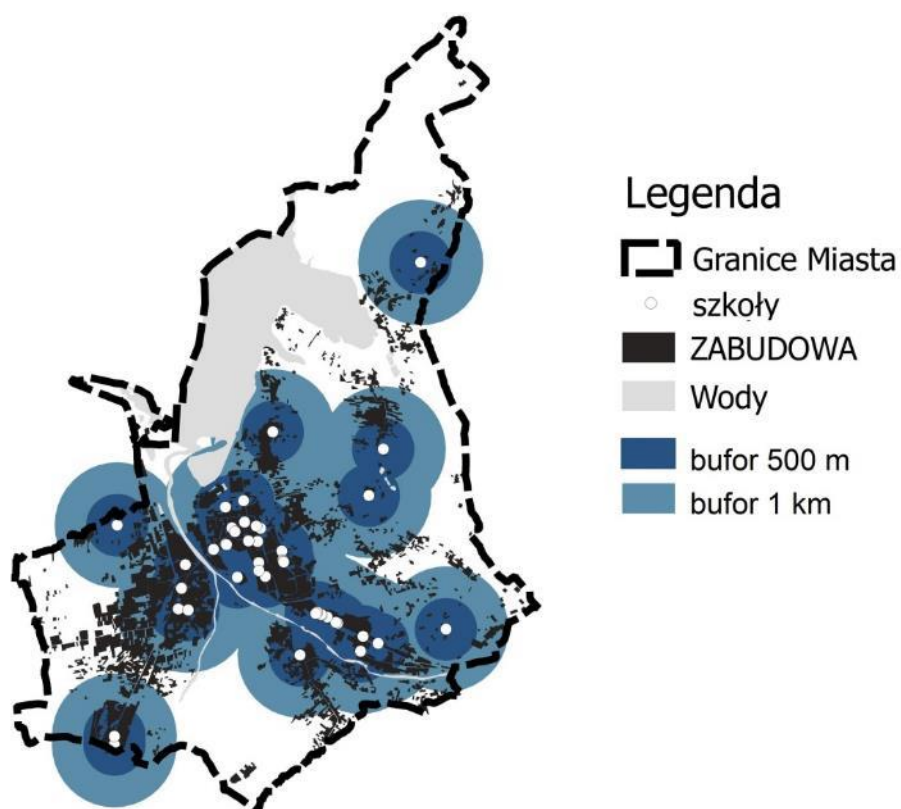 Legenda
Granice Miasta
szkoły
ZABUDOWA
Wody
bufor 500 m
bufor 1 km